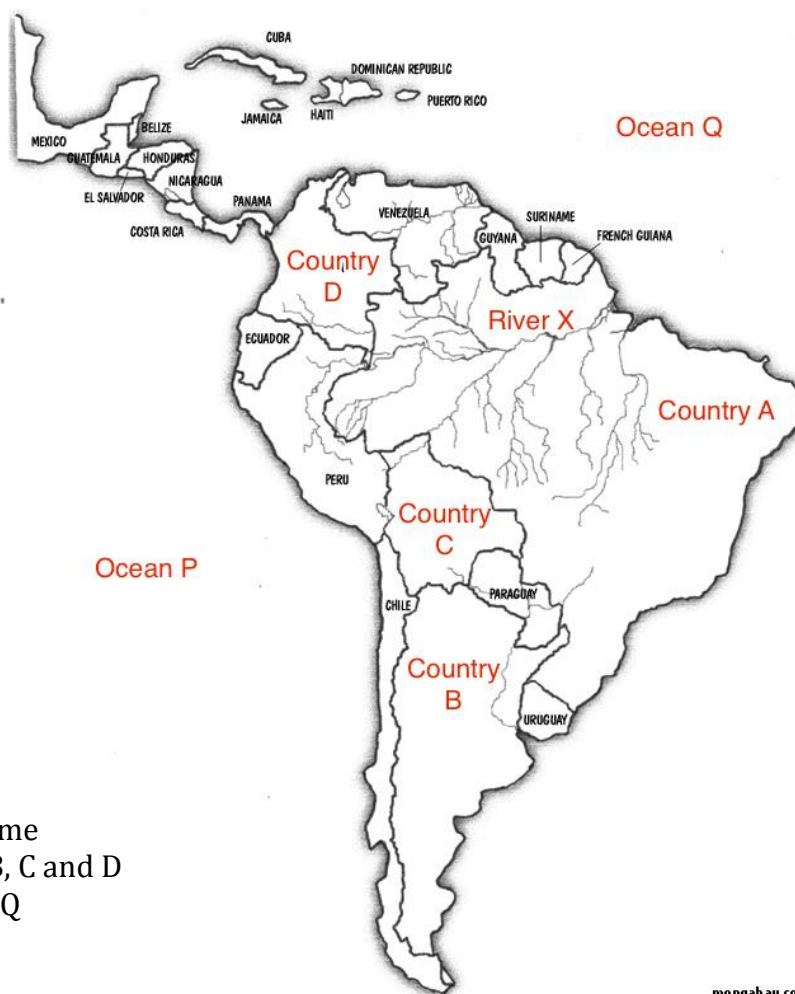 CUBA
DOMINICAN REPUBLIC
JAMAICA
HAITI
PUERTO RICO
Ocean Q
MEXICO
BELIZE
GUATEMALA
HONDURAS
EL SALVADOR
NICARAGUA
COSTA RICA
PANAMA
VENEZUELA
GUYANA
SURINAME
FRENCH GUIANA
Country
D
River X
ECUADOR
Country A
PERU
Country
C
Ocean P
PARAGUAY
CHILE
Country
B
URUGUAY
, C and D
Q